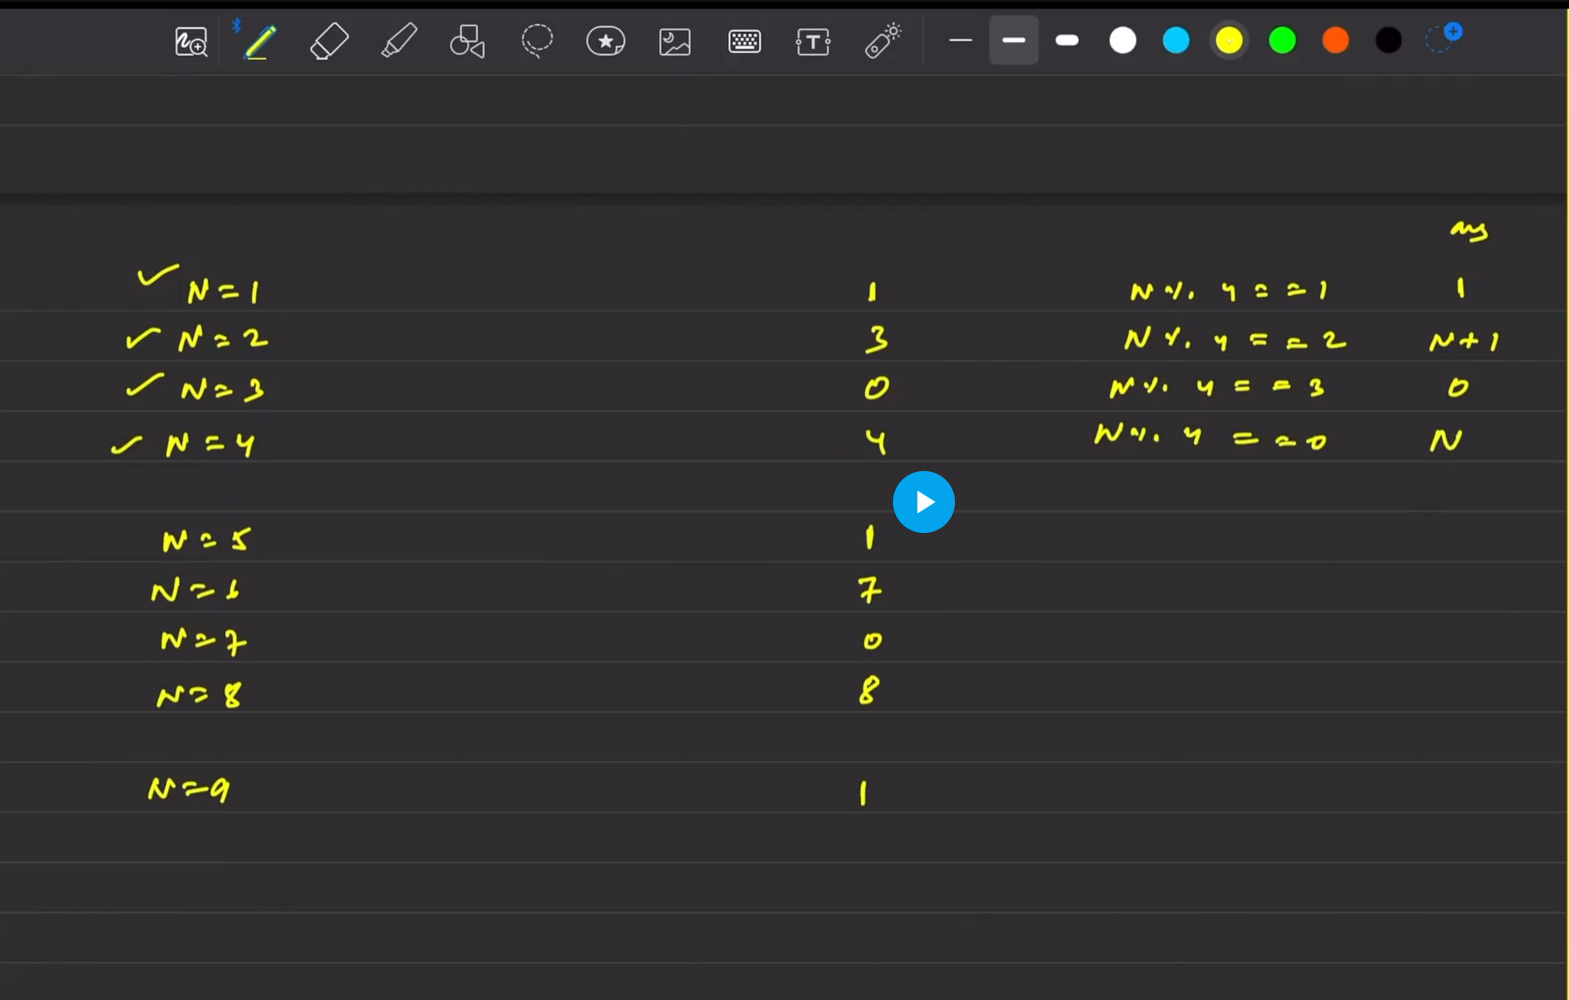 ans
N=1 1 N % 4 == 1 1
N=2 3 N % 4 == 2 N+1
N=3 0 N % 4 == 3 0
N=4 4 N % 4 == 0 N
N=5 1
N=6 7
N=7 0
N=8 8
N=9 1